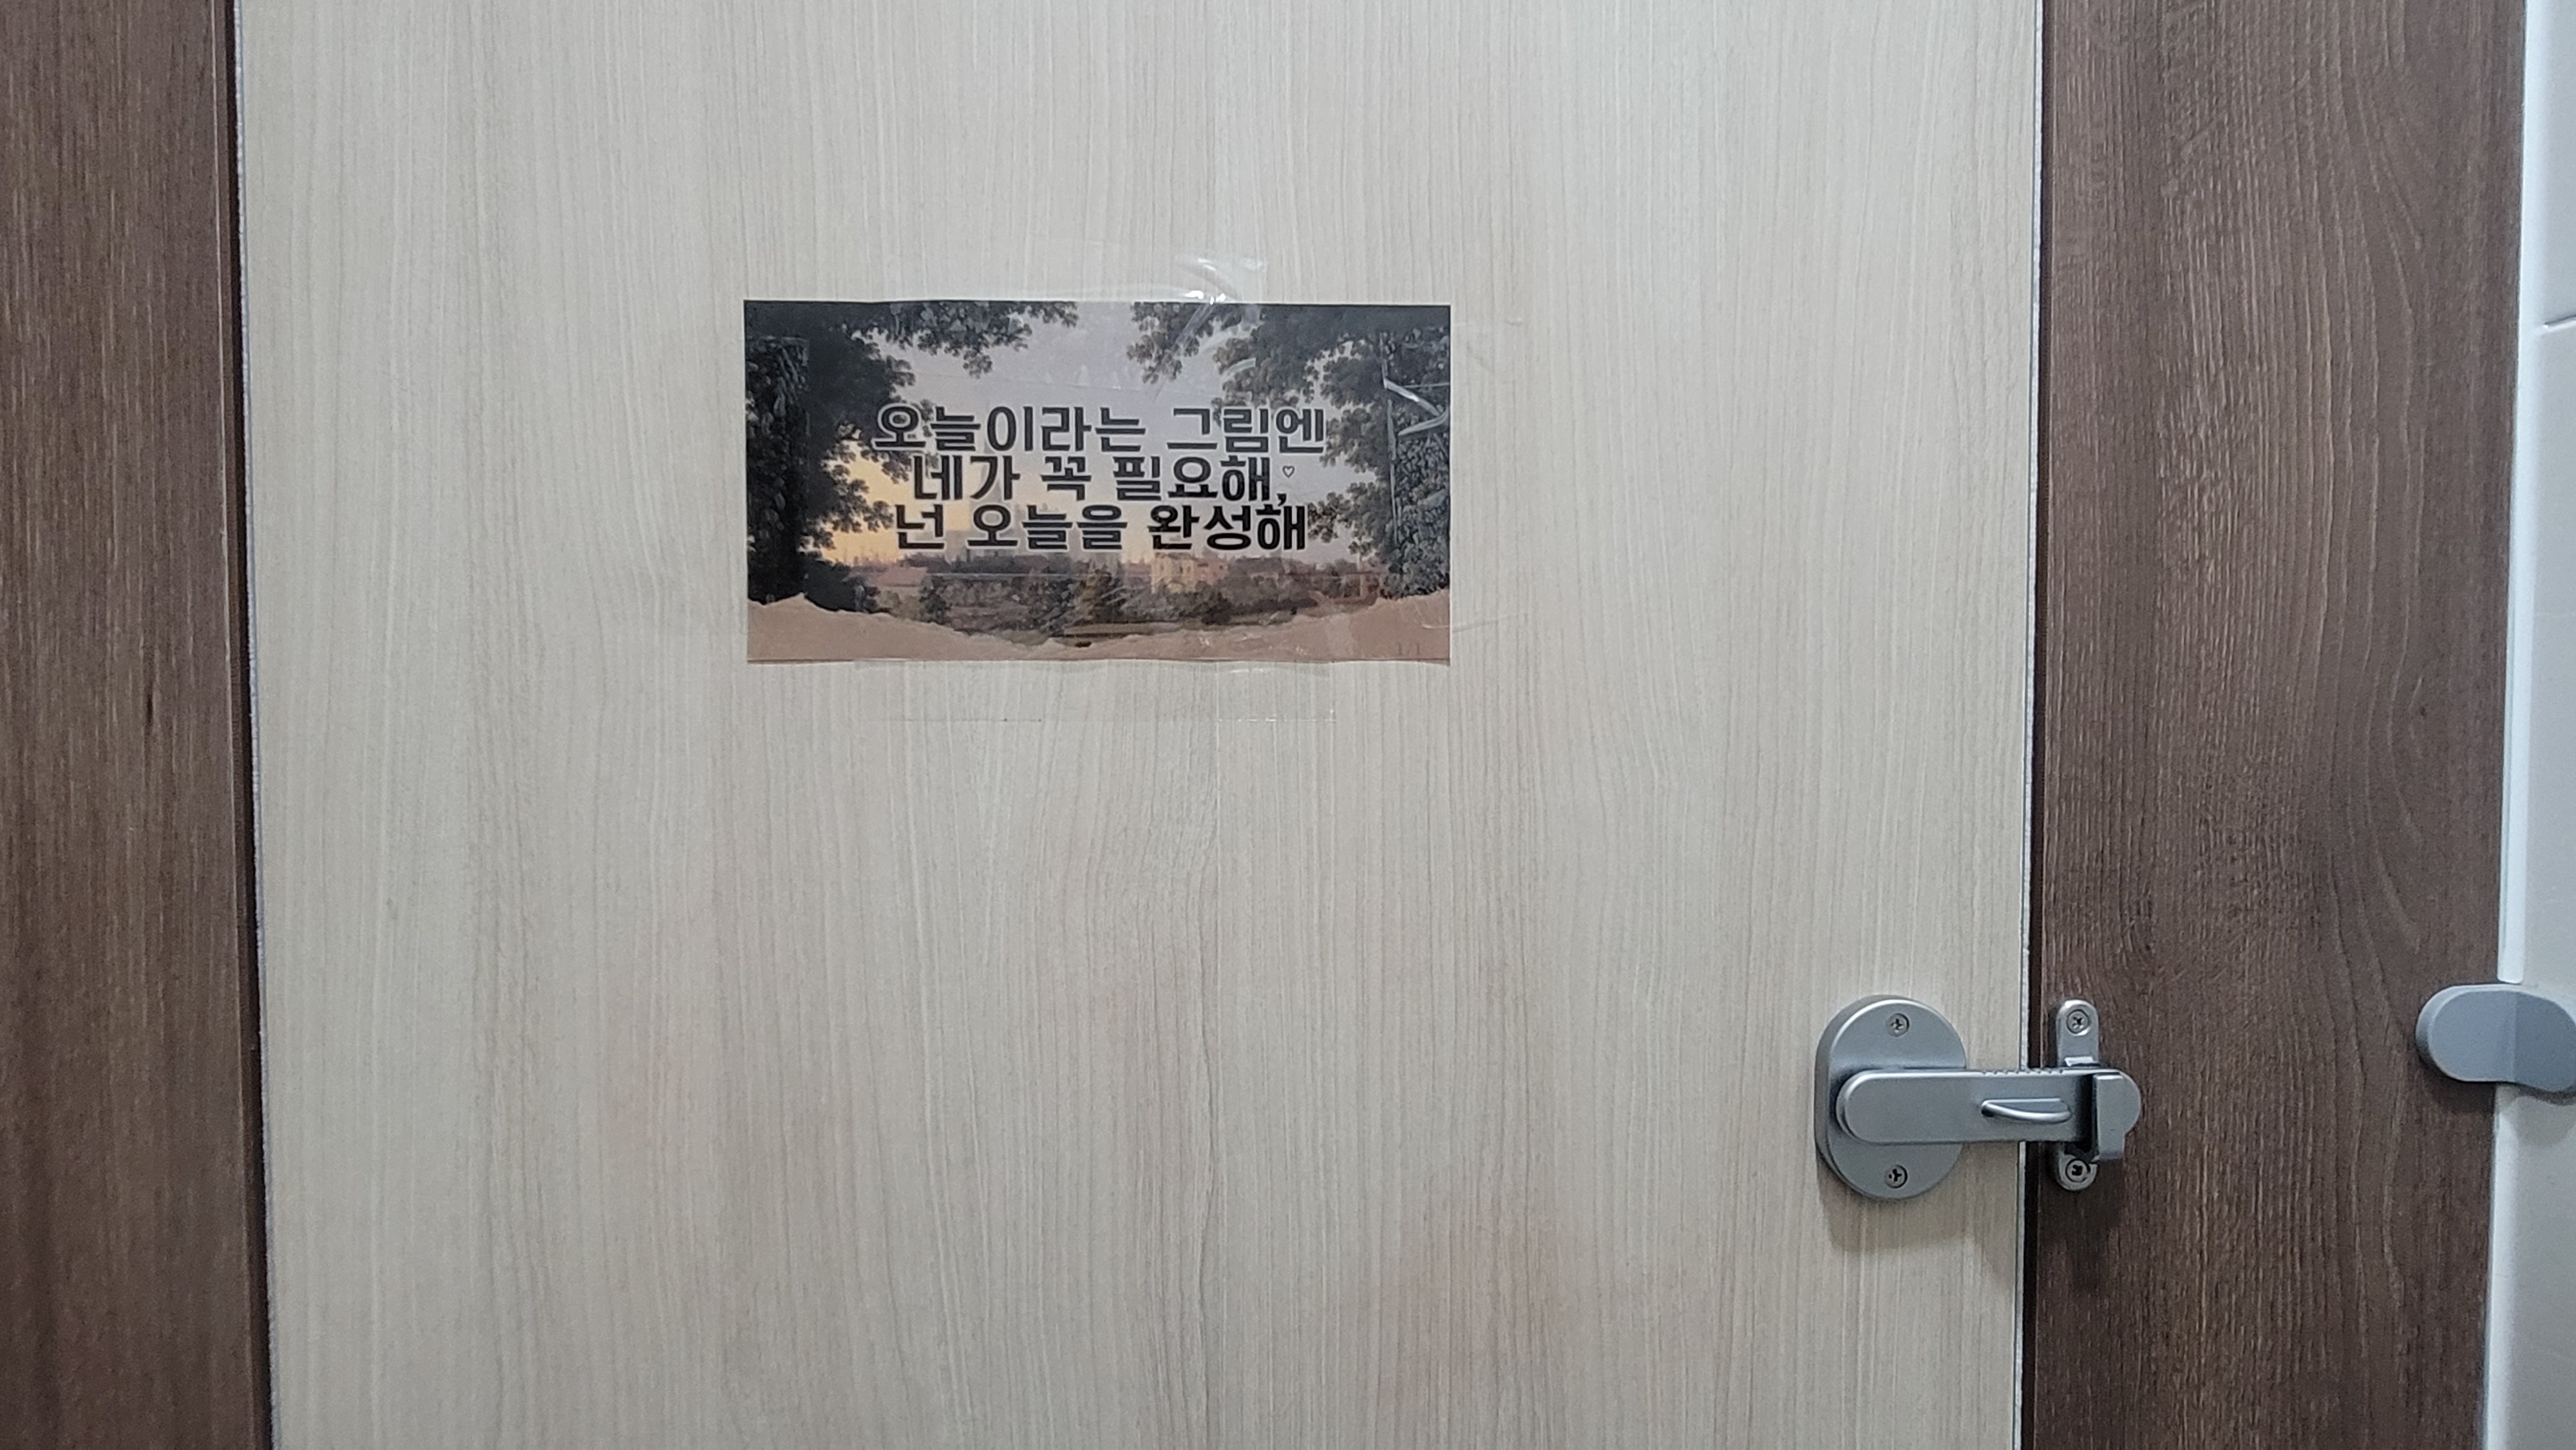 오늘이라는 그림엔
네가 꼭 필요해,♡
넌 오늘을 완성해